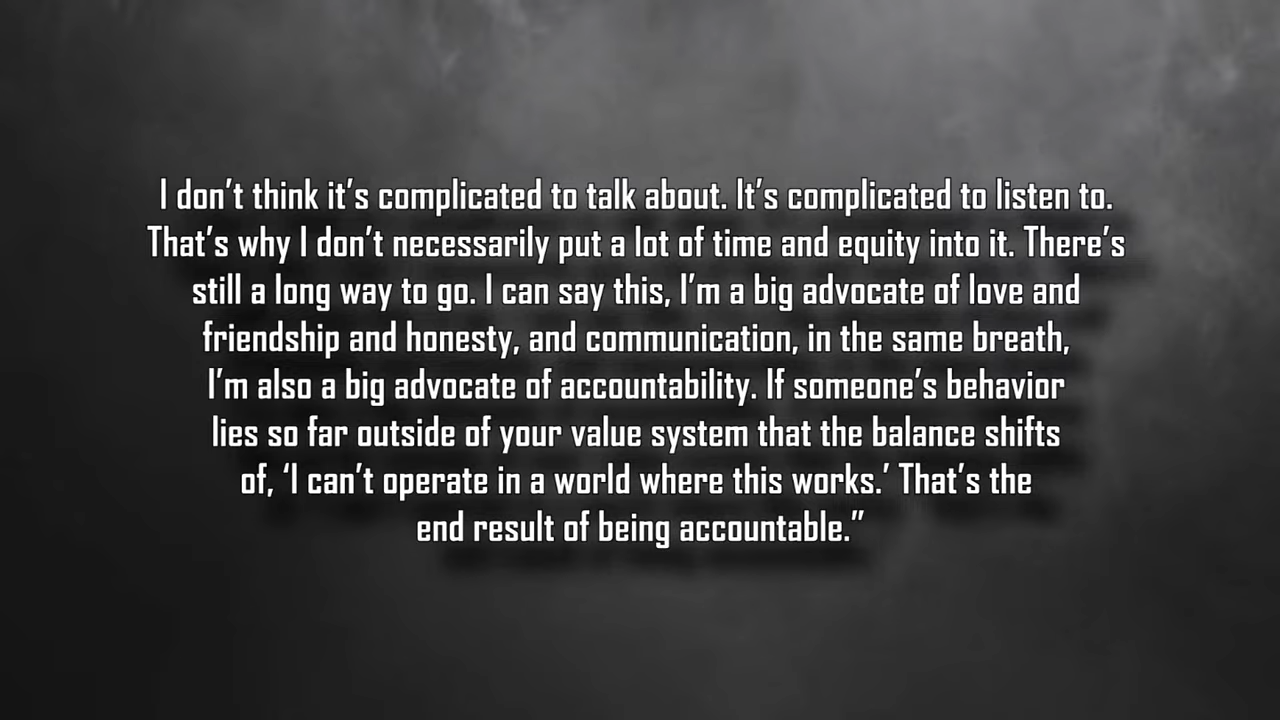 I don’t think it’s complicated to talk about. It’s complicated to listen to.
That’s why I don’t necessarily put a lot of time and equity into it. There’s
still a long way to go. I can say this, I’m a big advocate of love and
friendship and honesty, and communication, in the same breath,
I’m also a big advocate of accountability. If someone’s behavior
lies so far outside of your value system that the balance shifts
of, ‘I can’t operate in a world where this works.’ That’s the
end result of being accountable.”